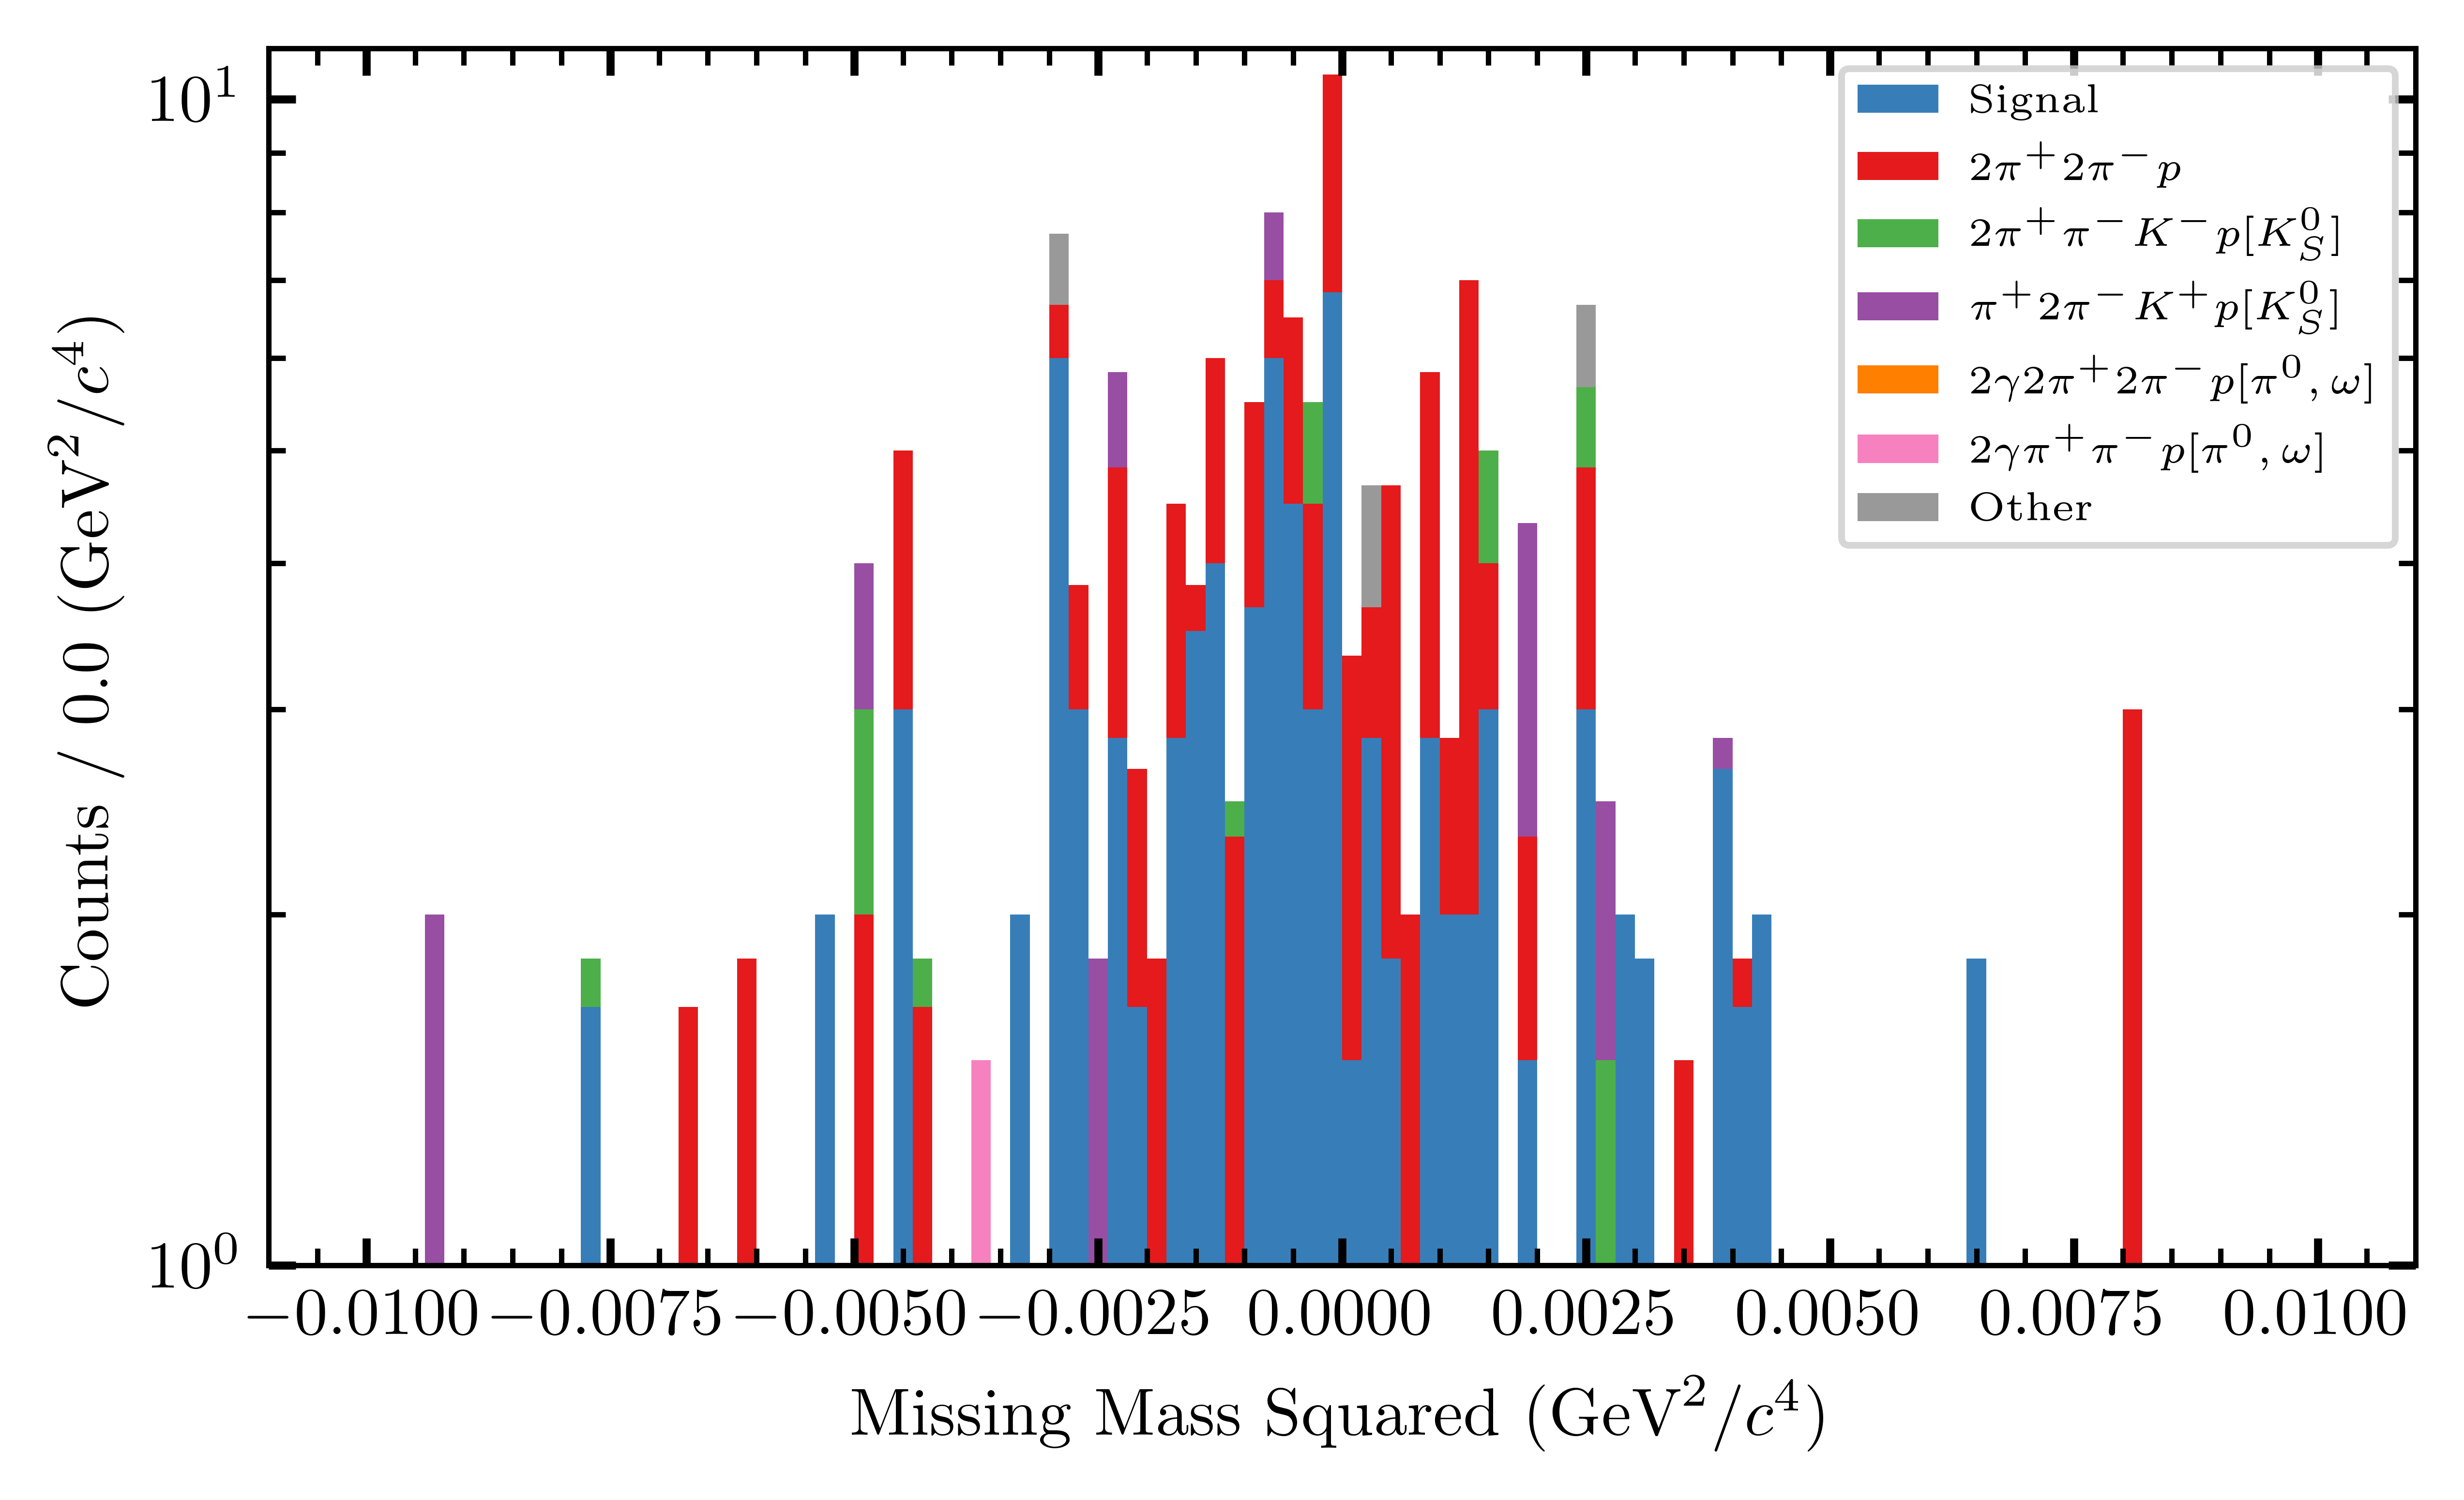 10¹
10⁰
Counts / 0.0 (GeV²/c⁴)
Signal
2π⁺2π⁻p
2π⁺π⁻K⁻p[K⁰_S]
π⁺2π⁻K⁺p[K⁰_S]
2γ2π⁺2π⁻p[π⁰, ω]
2γπ⁺π⁻p[π⁰, ω]
Other
−0.0100 −0.0075 −0.0050 −0.0025 0.0000 0.0025 0.0050 0.0075 0.0100
Missing Mass Squared (GeV²/c⁴)